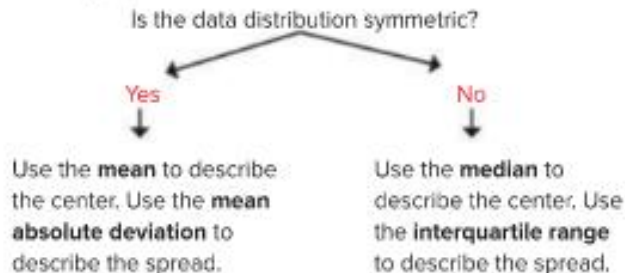 Is the data distribution symmetric?
Yes
No
Use the mean to describe
the center. Use the mean
absolute deviation to
describe the spread.
Use the median to
describe the center. Use
the interquartile range
to describe the spread.